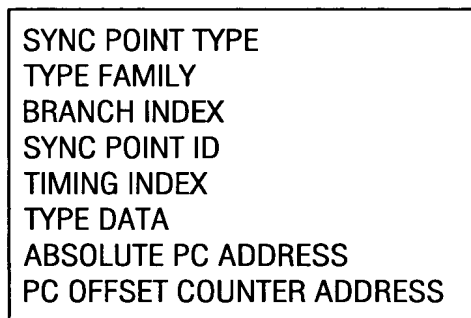 SYNC POINT TYPE
TYPE FAMILY
BRANCH INDEX
SYNC POINT ID
TIMING INDEX
TYPE DATA
ABSOLUTE PC ADDRESS
PC OFFSET COUNTER ADDRESS